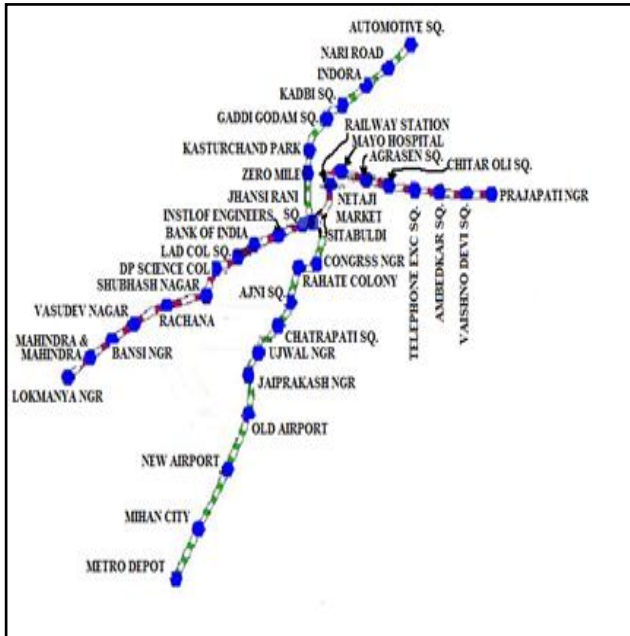 AUTOMOTIVE SQ.
NARI ROAD
INDORA
KADBI SQ.
GADDI GODAM SQ.
RAILWAY STATION
MAYO HOSPITAL
KASTURCHAND PARK
AGRASEN SQ.
CHITAR OLI SQ.
ZERO MILE
NETAJI
MARKET
PRAJAPATI NGR
JHANSI RANI
SQ
INSTI.OF ENGINEERS.
SITABULDI
BANK OF INDIA
LAD COL SQ.
DP SCIENCE COL
CONGRSS NGR
RAHATE COLONY
SHUBHASH NAGAR
AJNI SQ.
TELEPHONE EXC SQ.
AMBEDKAR SQ.
VAISHNO DEVI SQ.
VASUDEV NAGAR
RACHANA
CHATRAPATI SQ.
MAHINDRA &
MAHINDRA
BANSI NGR
UJWAL NGR
JAIPRAKASH NGR
LOKMANYA NGR
OLD AIRPORT
NEW AIRPORT
MIHAN CITY
METRO DEPOT